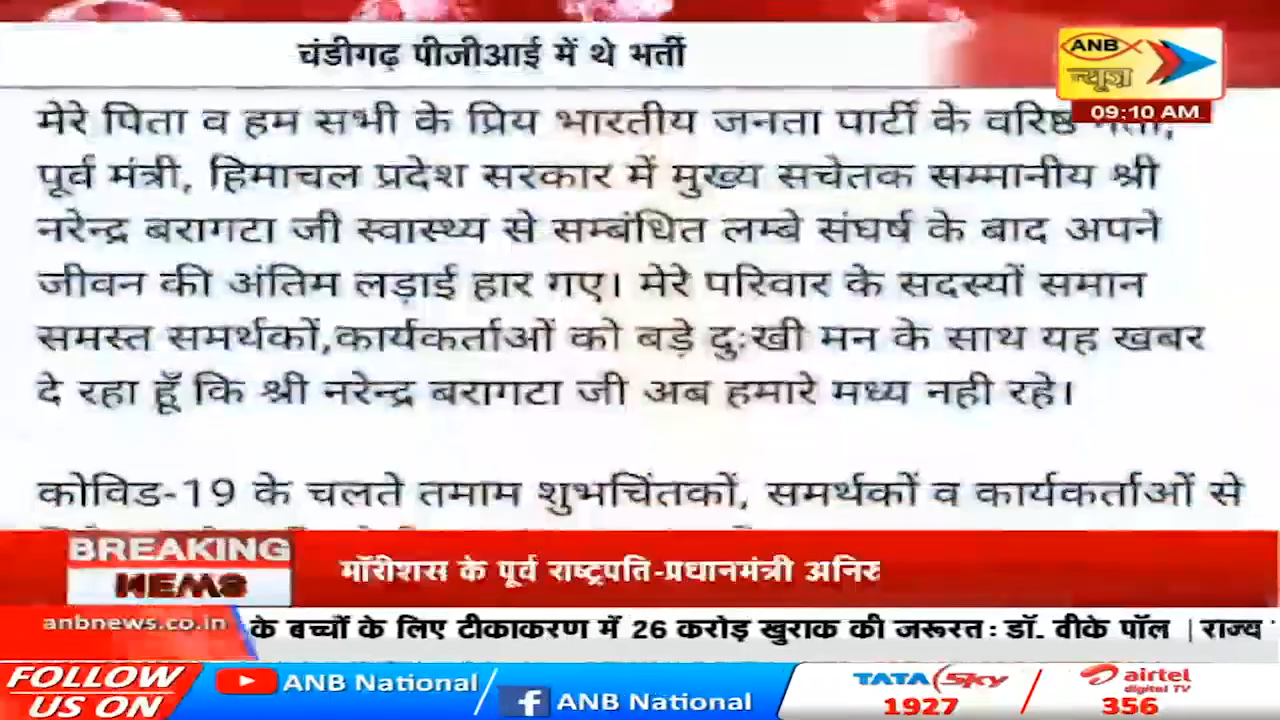 चंडीगढ़ पीजीआई में थे भर्ती
ANB
न्यूज़
09:10 AM
मेरे पिता व हम सभी के प्रिय भारतीय जनता पार्टी के वरिष्ठ
पूर्व मंत्री, हिमाचल प्रदेश सरकार में मुख्य सचेतक सम्मानीय श्री
नरेन्द्र बरागटा जी स्वास्थ्य से सम्बंधित लम्बे संघर्ष के बाद अपने
जीवन की अंतिम लड़ाई हार गए। मेरे परिवार के सदस्यों समान
समस्त समर्थकों,कार्यकर्ताओं को बड़े दुःखी मन के साथ यह खबर
दे रहा हूँ कि श्री नरेन्द्र बरागटा जी अब हमारे मध्य नही रहे।
कोविड-19 के चलते तमाम शुभचिंतकों, समर्थकों व कार्यकर्ताओं से
BREAKING
NEWS
मॉरीशस के पूर्व राष्ट्रपति-प्रधानमंत्री अनिरु
anbnews.co.in
के बच्चों के लिए टीकाकरण में 26 करोड़ खुराक की जरूरत: डॉ. वीके पॉल | राज्य
FOLLOW
US ON
ANB National
ANB National
TATA Sky
1927
airtel
digital TV
356